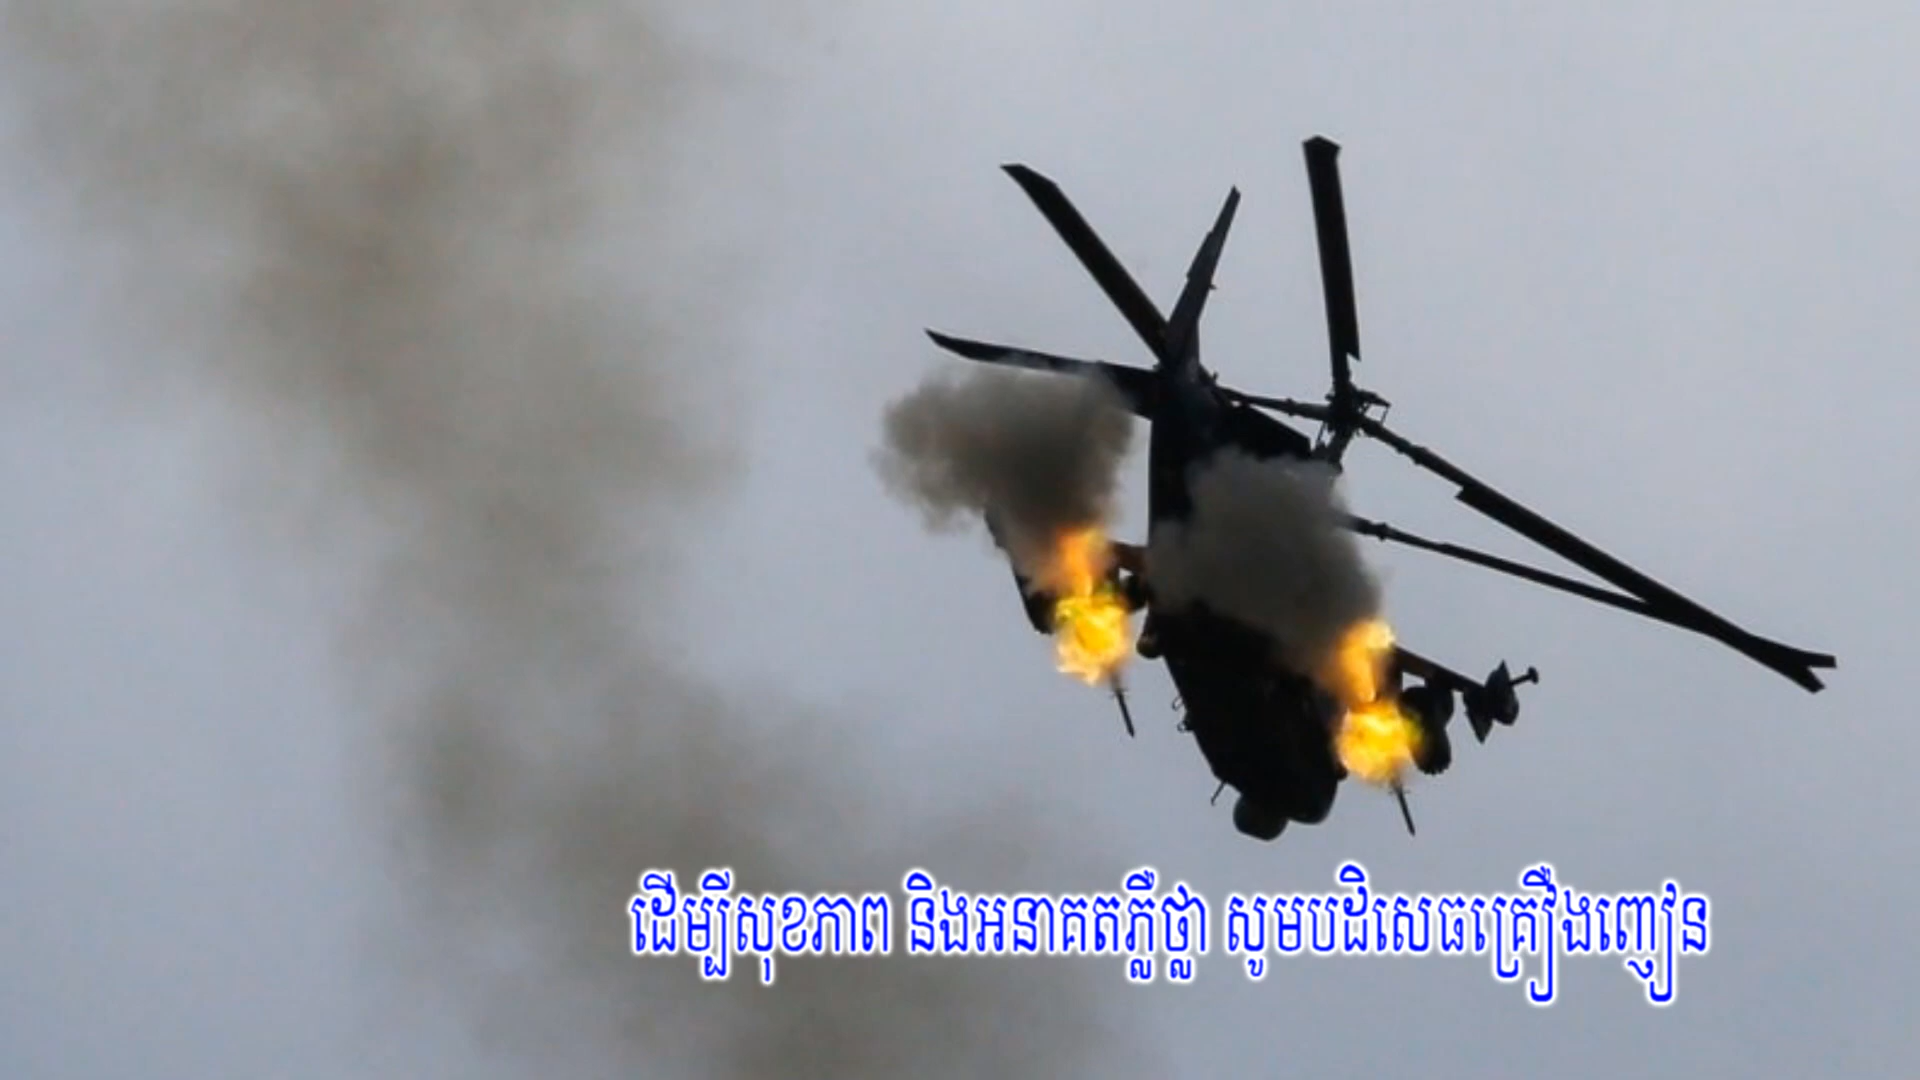 ដើម្បីសុខភាព និងអនាគតភ្លឺថ្លា សូមបដិសេធគ្រឿងញៀន